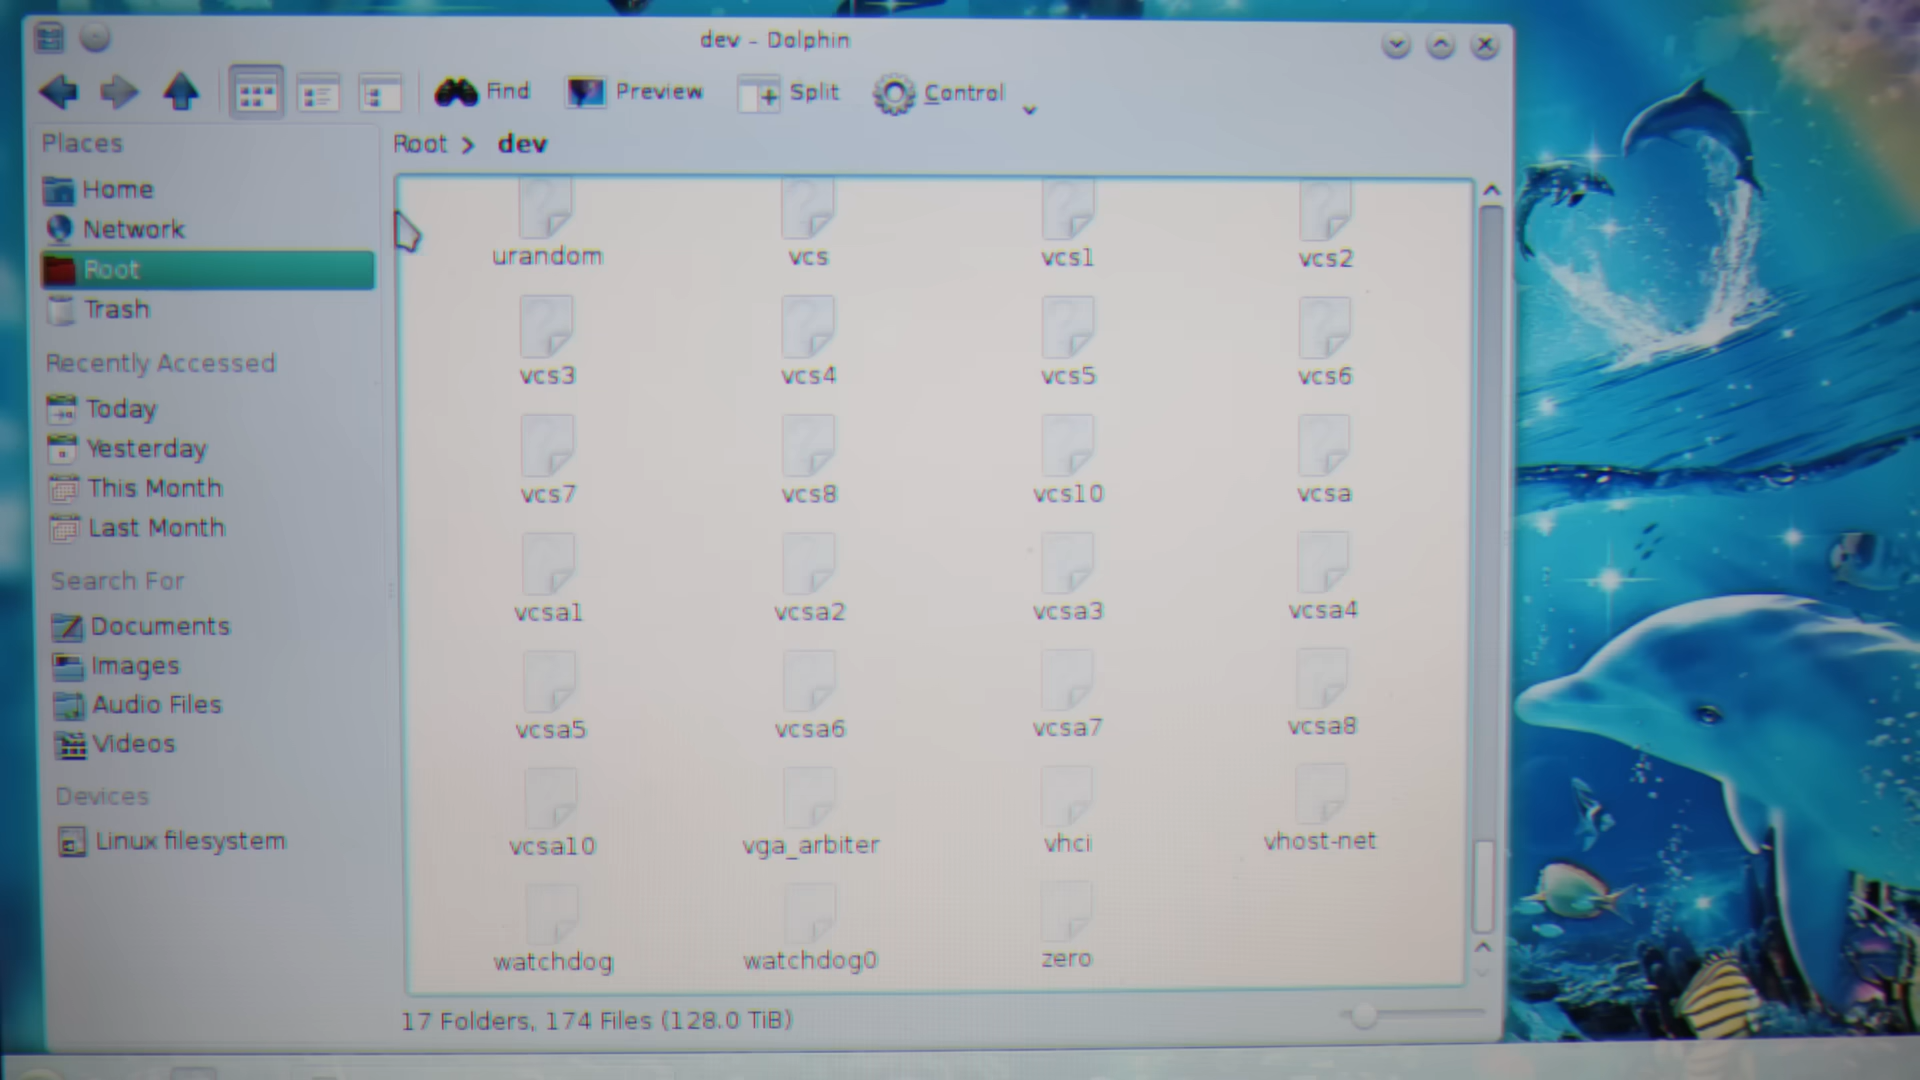 dev - Dolphin
Find Preview Split Control
Places
Root > dev
Home
Network
Root
Trash
Recently Accessed
Today
Yesterday
This Month
Last Month
Search For
Documents
Images
Audio Files
Videos
Devices
Linux filesystem
urandom vcs vcs1 vcs2
vcs3 vcs4 vcs5 vcs6
vcs7 vcs8 vcs10 vcsa
vcsa1 vcsa2 vcsa3 vcsa4
vcsa5 vcsa6 vcsa7 vcsa8
vcsa10 vga_arbiter vhci vhost-net
watchdog watchdog0 zero
17 Folders, 174 Files (128.0 TiB)